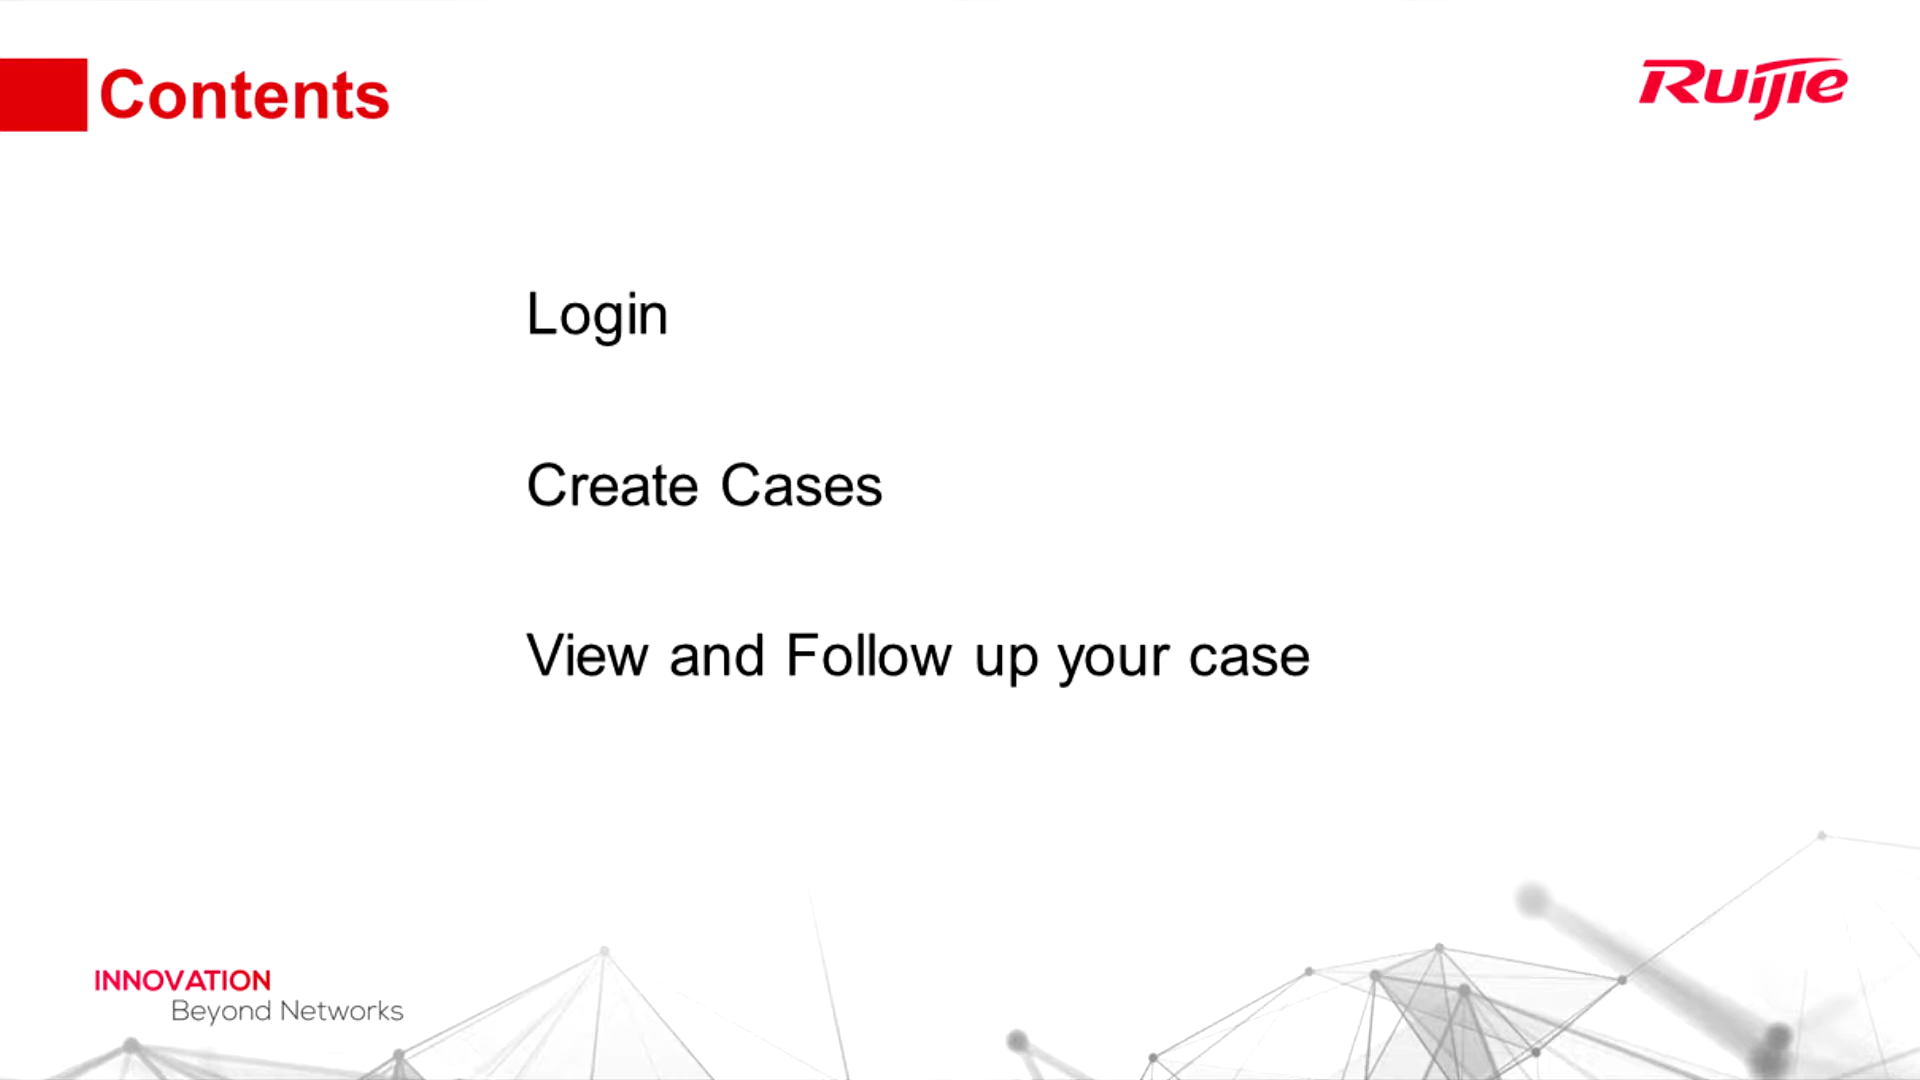 Contents
Ruijie
Login
Create Cases
View and Follow up your case
INNOVATION
Beyond Networks